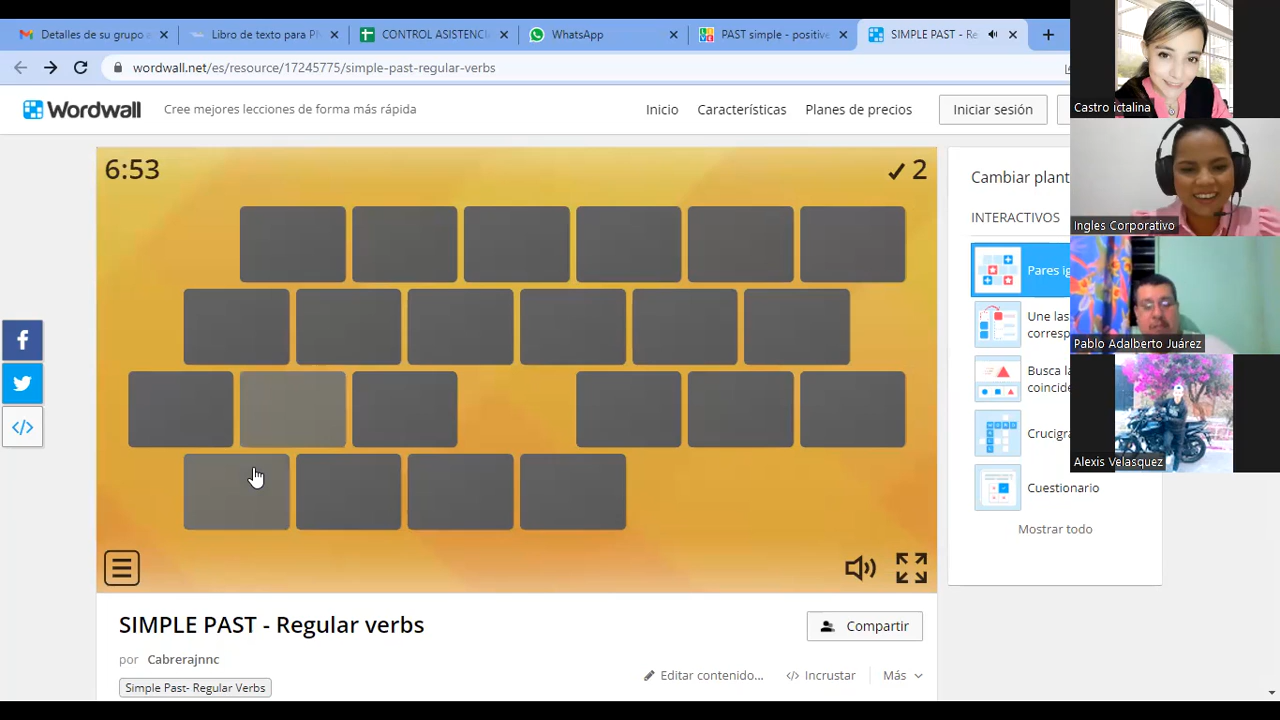 Detalles de su grupo
Libro de texto para P
CONTROL ASISTENC
WhatsApp
PAST simple - positive
SIMPLE PAST - Re
wordwall.net/es/resource/17245775/simple-past-regular-verbs
Wordwall
Cree mejores lecciones de forma más rápida
Inicio
Características
Planes de precios
Iniciar sesión
6:53
2
Cambiar plant
INTERACTIVOS
Pares ig
Une las
corresp
Busca la
coincide
Crucigra
Cuestionario
Mostrar todo
SIMPLE PAST - Regular verbs
Compartir
por Cabrerajnnc
Editar contenido...
Incrustar
Más
Simple Past- Regular Verbs
Castro ictalina
Ingles Corporativo
Pablo Adalberto Juárez
Alexis Velasquez